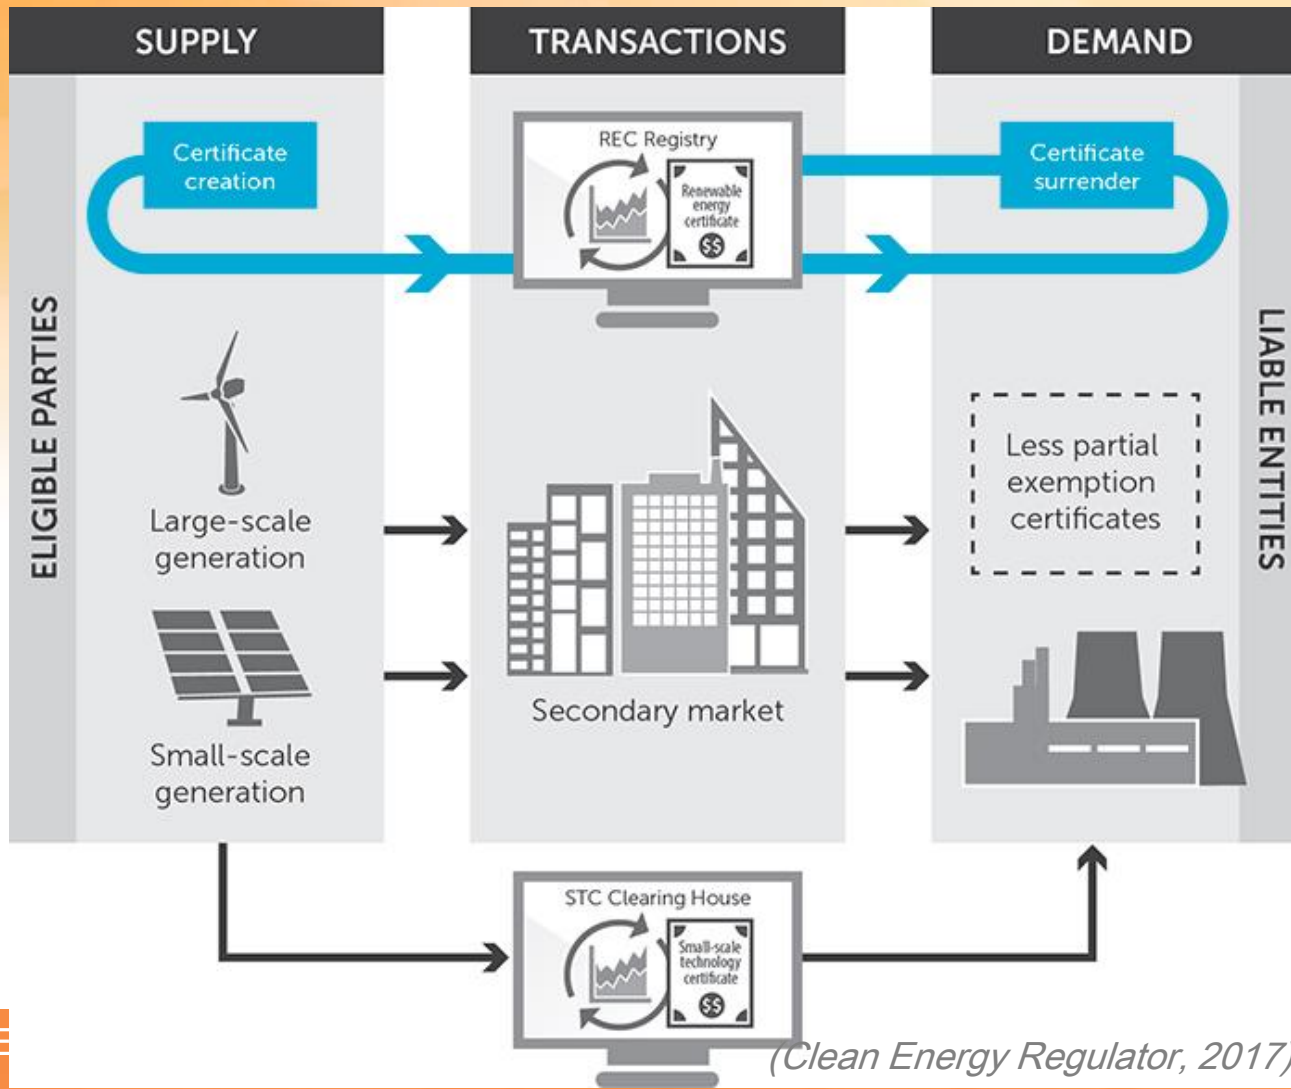 SUPPLY
TRANSACTIONS
DEMAND
Certificate
creation
REC Registry
Renewable
energy
certificate
$$
Certificate
surrender
ELIGIBLE PARTIES
LIABLE ENTITIES
Large-scale
generation
Small-scale
generation
Secondary market
Less partial
exemption
certificates
STC Clearing House
Small-scale
technology
certificate
$$
(Clean Energy Regulator, 2017)